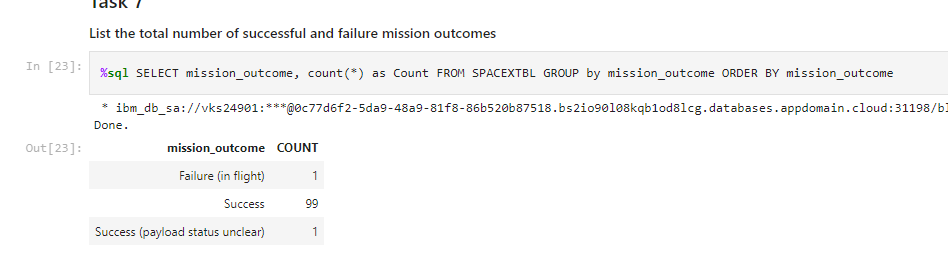 Task 7
List the total number of successful and failure mission outcomes
In [23]:
%sql SELECT mission_outcome, count(*) as Count FROM SPACEXTBL GROUP by mission_outcome ORDER BY mission_outcome
* ibm_db_sa://vks24901:***@0c77d6f2-5da9-48a9-81f8-86b520b87518.bs2io90l08kqb1od8lcg.databases.appdomain.cloud:31198/bl
Done.
Out[23]:
mission_outcome COUNT
Failure (in flight) 1
Success 99
Success (payload status unclear) 1